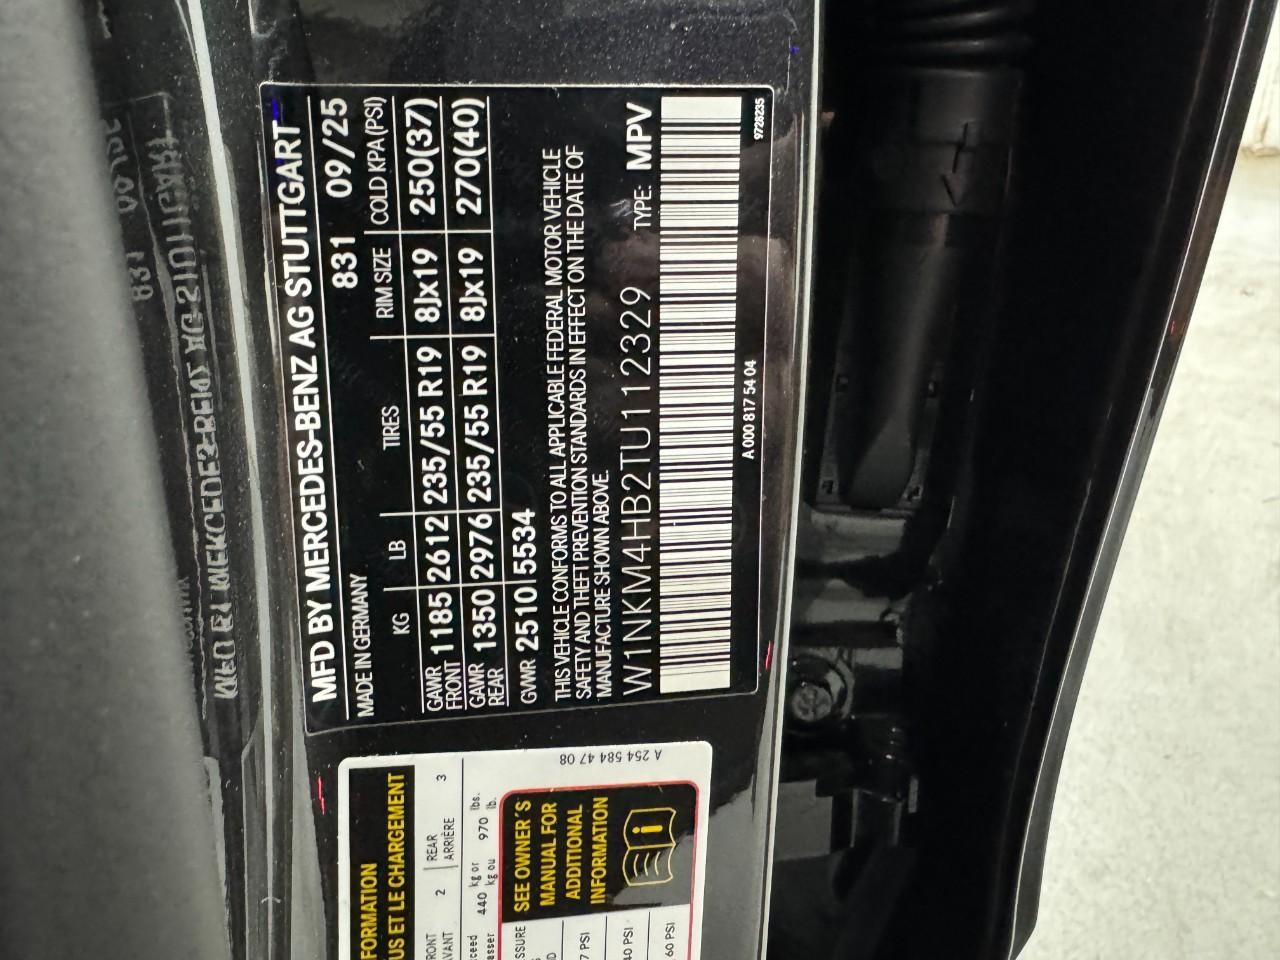 MFD BY MERCEDES-BENZ AG STUTTGART
MADE IN GERMANY 831 09/25
KG LB TIRES RIM SIZE COLD KPA (PSI)
GAWR FRONT 1185 2612 235/55 R19 8Jx19 250(37)
GAWR REAR 1350 2976 235/55 R19 8Jx19 270(40)
GVWR 2510 5534
THIS VEHICLE CONFORMS TO ALL APPLICABLE FEDERAL MOTOR VEHICLE
SAFETY AND THEFT PREVENTION STANDARDS IN EFFECT ON THE DATE OF
MANUFACTURE SHOWN ABOVE.
W1NKM4HB2TU112329 TYPE: MPV
A 000 817 54 04 9728235
A 254 584 47 08
FORMATION
US ET LE CHARGEMENT
RONT 2 REAR 3
VANT ARRIÈRE
ceed 440 kg or 970 lbs.
asser kg ou lb.
SSURE
7 PSI
40 PSI
60 PSI
SEE OWNER'S
MANUAL FOR
ADDITIONAL
INFORMATION